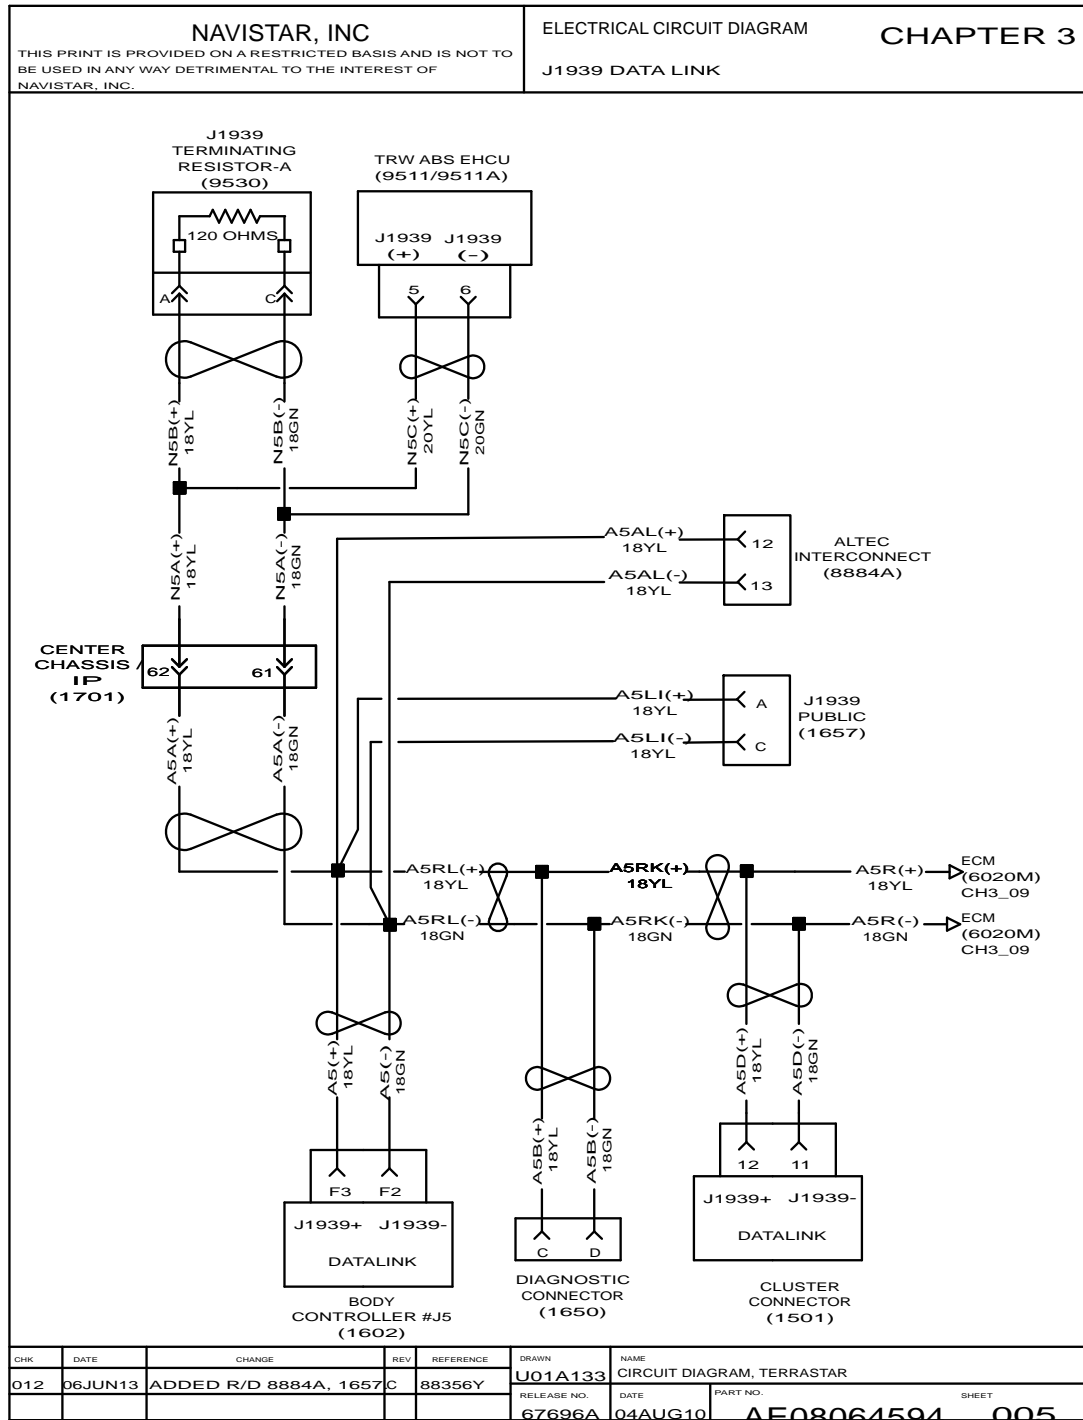 NAVISTAR, INC
THIS PRINT IS PROVIDED ON A RESTRICTED BASIS AND IS NOT TO
BE USED IN ANY WAY DETRIMENTAL TO THE INTEREST OF
NAVISTAR, INC.
ELECTRICAL CIRCUIT DIAGRAM
J1939 DATA LINK
CHAPTER 3
J1939
TERMINATING
RESISTOR-A
(9530)
120 OHMS
A
C
TRW ABS EHCU
(9511/9511A)
J1939 J1939
(+) (-)
5 6
N5B(+)
18YL
N5B(-)
18GN
N5C(+)
20YL
N5C(-)
20GN
N5A(+)
18YL
N5A(-)
18GN
A5AL(+)
18YL
A5AL(-)
18YL
12
13
ALTEC
INTERCONNECT
(8884A)
CENTER
CHASSIS /
IP
(1701)
62
61
A5LI(+)
18YL
A5LI(-)
18YL
A
C
J1939
PUBLIC
(1657)
A5A(+)
18YL
A5A(-)
18GN
A5RL(+)
18YL
A5RK(+)
18YL
A5R(+)
18YL
ECM
(6020M)
CH3_09
A5RL(-)
18GN
A5RK(-)
18GN
A5R(-)
18GN
ECM
(6020M)
CH3_09
A5(+)
18YL
A5(-)
18GN
A5B(+)
18YL
A5B(-)
18GN
A5D(+)
18YL
A5D(-)
18GN
F3 F2
J1939+ J1939-
DATALINK
BODY
CONTROLLER #J5
(1602)
C D
DIAGNOSTIC
CONNECTOR
(1650)
12 11
J1939+ J1939-
DATALINK
CLUSTER
CONNECTOR
(1501)
CHK DATE CHANGE REV REFERENCE
012 06JUN13 ADDED R/D 8884A, 1657 C 88356Y
DRAWN
U01A133
NAME
CIRCUIT DIAGRAM, TERRASTAR
RELEASE NO.
67696A
DATE
04AUG10
PART NO.
AE08064594
SHEET
005